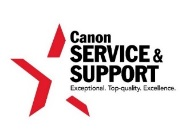 Canon
SERVICE &
SUPPORT
Exceptional. Top-quality. Excellence.